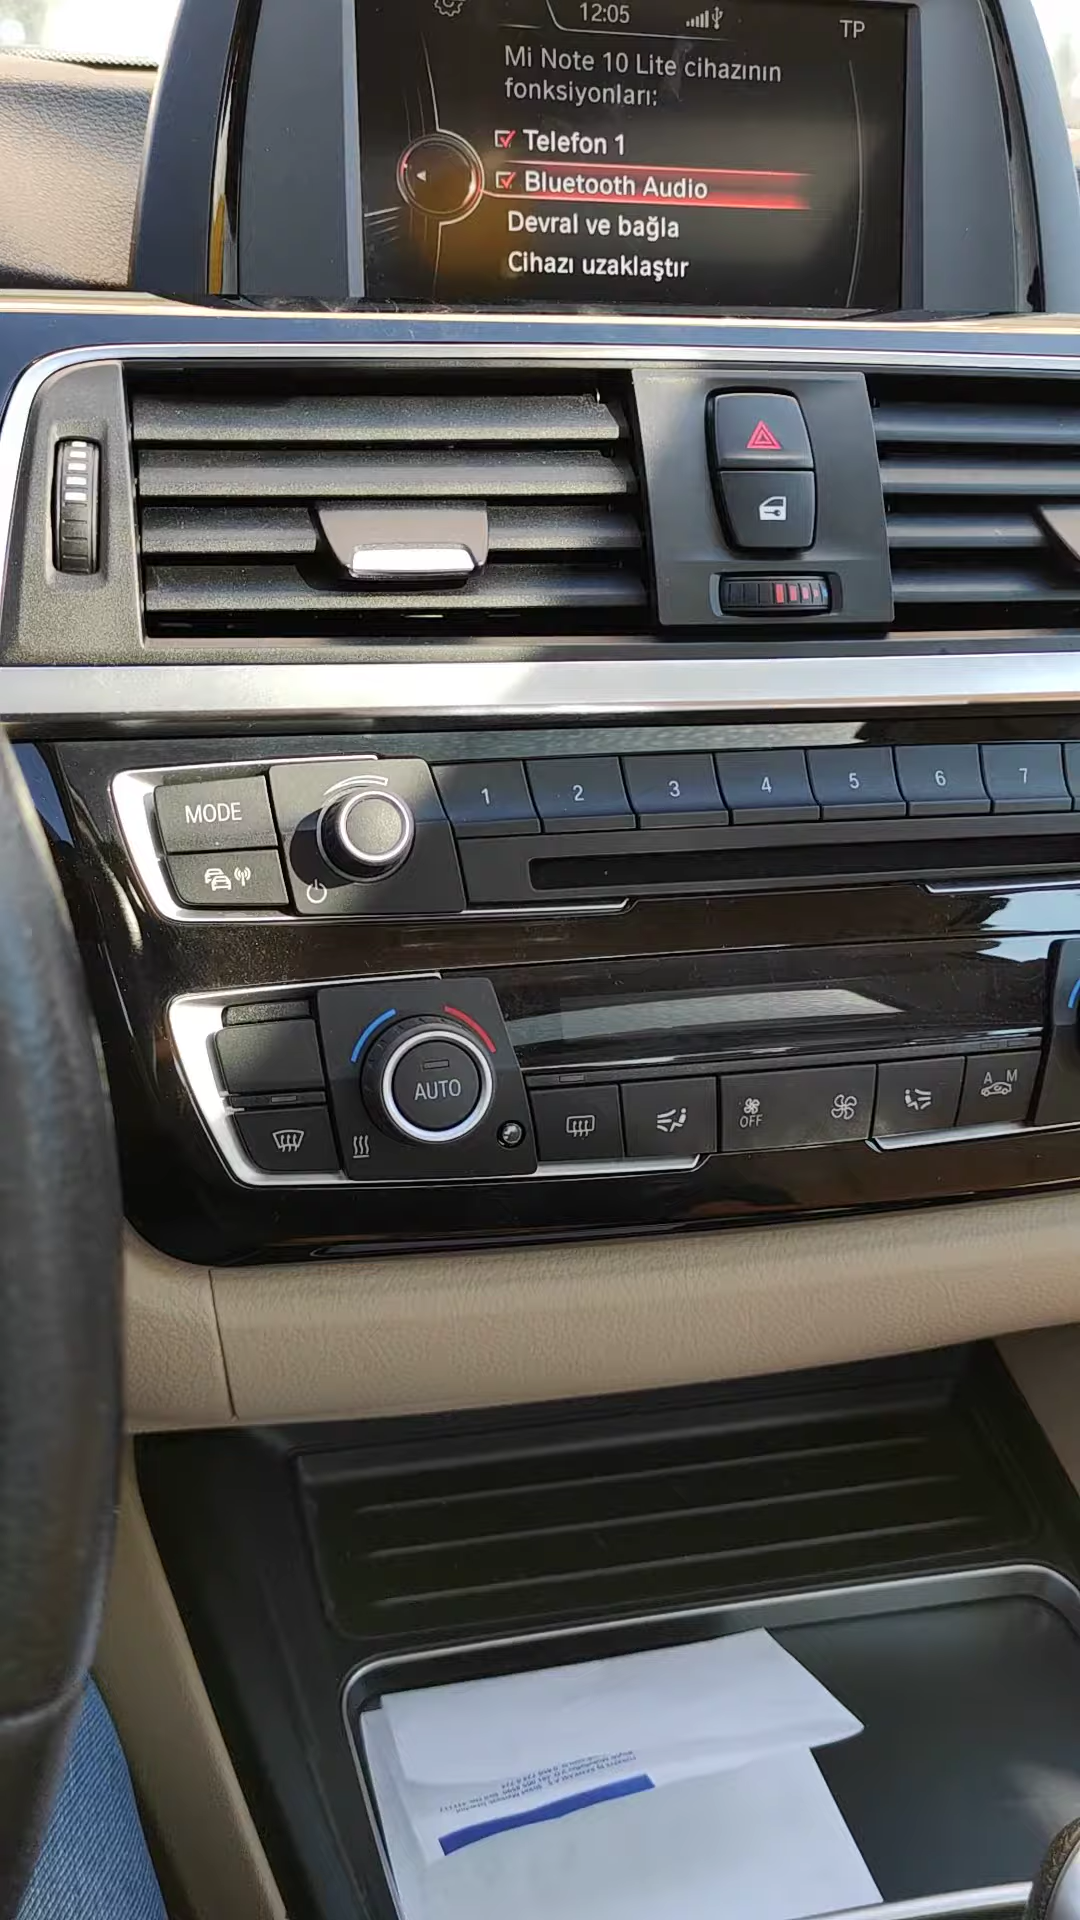 12:05
TP
Mi Note 10 Lite cihazının
fonksiyonları:
Telefon 1
Bluetooth Audio
Devral ve bağla
Cihazı uzaklaştır
MODE
1 2 3 4 5 6 7
AUTO
OFF
A M